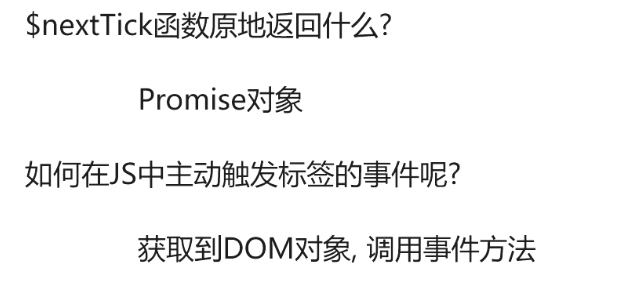 $nextTick函数原地返回什么?
Promise对象
如何在JS中主动触发标签的事件呢?
获取到DOM对象, 调用事件方法